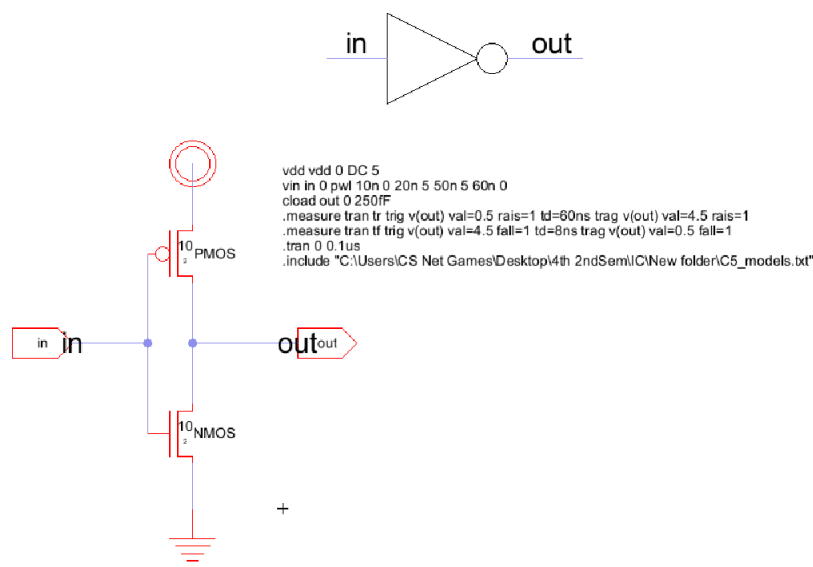 in
out
vdd vdd 0 DC 5
vin in 0 pwl 10n 0 20n 5 50n 5 60n 0
cload out 0 250fF
.measure tran tr trig v(out) val=0.5 rais=1 td=60ns trag v(out) val=4.5 rais=1
.measure tran tf trig v(out) val=4.5 fall=1 td=8ns trag v(out) val=0.5 fall=1
.tran 0 0.1us
.include "C:\Users\CS Net Games\Desktop\4th 2ndSem\IC\New folder\C5_models.txt"
10
2
PMOS
in
in
out
out
10
2
NMOS